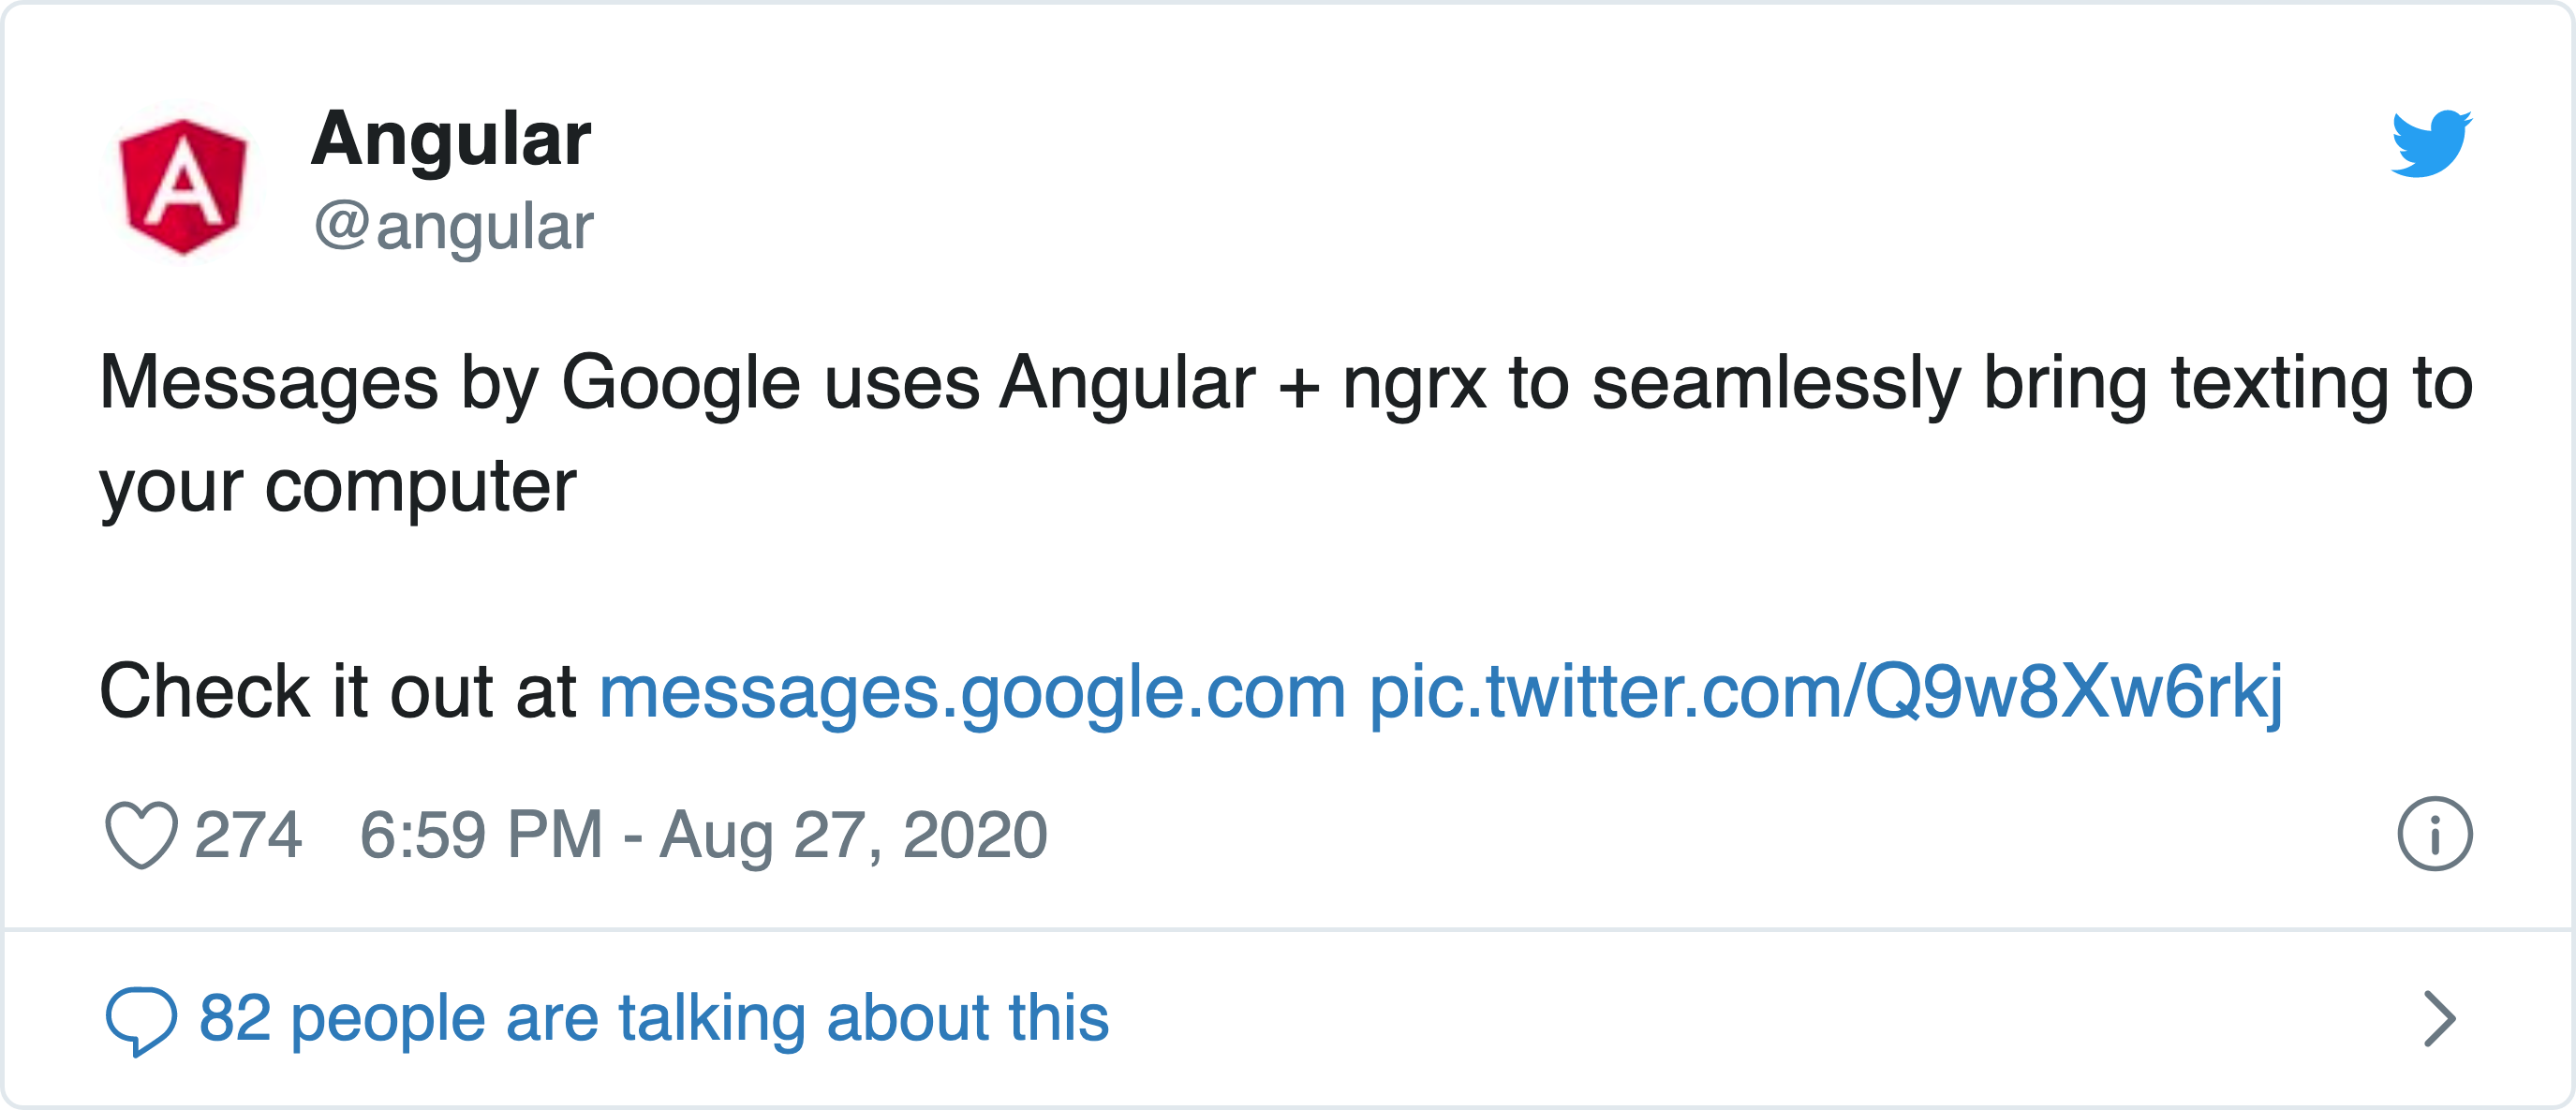 Angular
@angular
Messages by Google uses Angular + ngrx to seamlessly bring texting to
your computer
Check it out at messages.google.com pic.twitter.com/Q9w8Xw6rkj
274 6:59 PM - Aug 27, 2020
82 people are talking about this